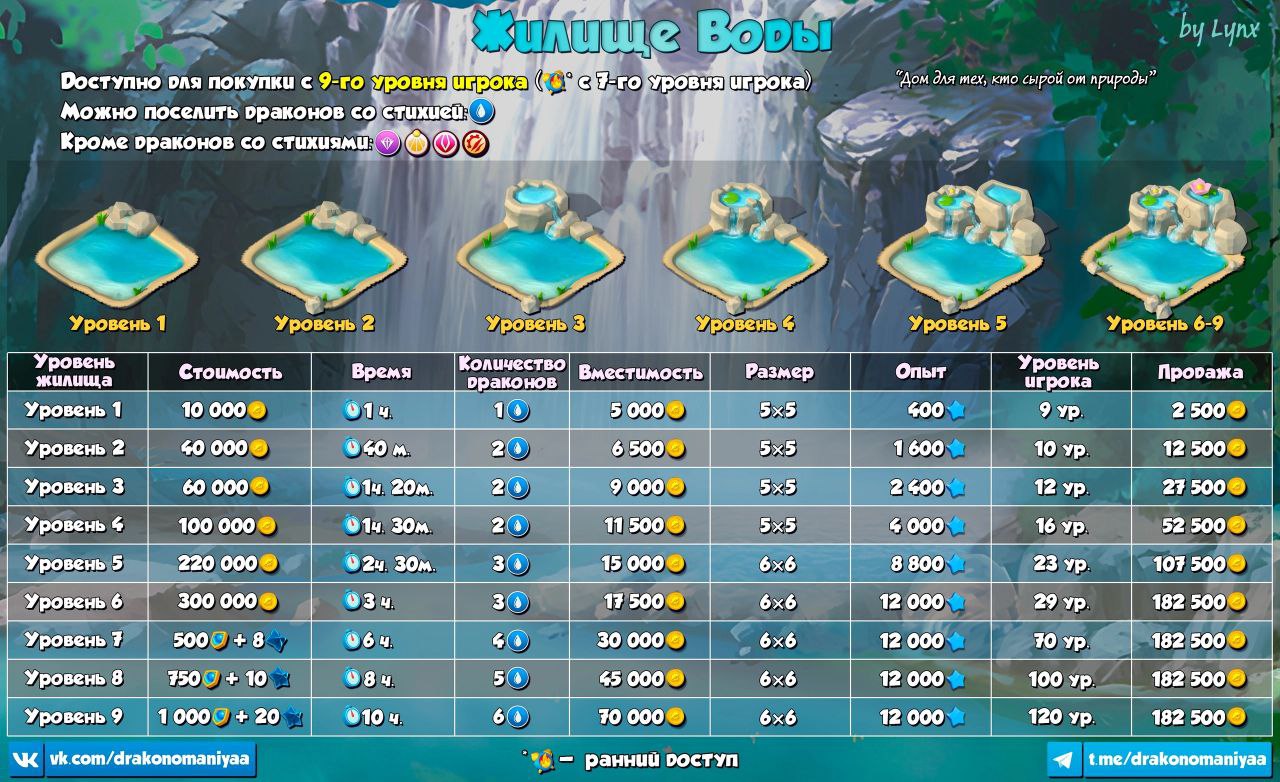 Жилище Воды
by Lynx
Доступно для покупки с 9-го уровня игрока (* с 7-го уровня игрока)
"Дом для тех, кто сырой от природы"
Можно поселить драконов со стихией:
Кроме драконов со стихиями:
Уровень 1 Уровень 2 Уровень 3 Уровень 4 Уровень 5 Уровень 6-9
Уровень жилища Стоимость Время Количество драконов Вместимость Размер Опыт Уровень игрока Продажа
Уровень 1 10 000 1 ч. 1 5 000 5×5 400 9 ур. 2 500
Уровень 2 40 000 40 м. 2 6 500 5×5 1 600 10 ур. 12 500
Уровень 3 60 000 1ч. 20м. 2 9 000 5×5 2 400 12 ур. 27 500
Уровень 4 100 000 1ч. 30м. 2 11 500 5×5 4 000 16 ур. 52 500
Уровень 5 220 000 2ч. 30м. 3 15 000 6×6 8 800 23 ур. 107 500
Уровень 6 300 000 3 ч. 3 17 500 6×6 12 000 29 ур. 182 500
Уровень 7 500 + 8 6 ч. 4 30 000 6×6 12 000 70 ур. 182 500
Уровень 8 750 + 10 8 ч. 5 45 000 6×6 12 000 100 ур. 182 500
Уровень 9 1 000 + 20 10 ч. 6 70 000 6×6 12 000 120 ур. 182 500
vk.com/drakonomaniyaa
* – ранний доступ
t.me/drakonomaniyaa